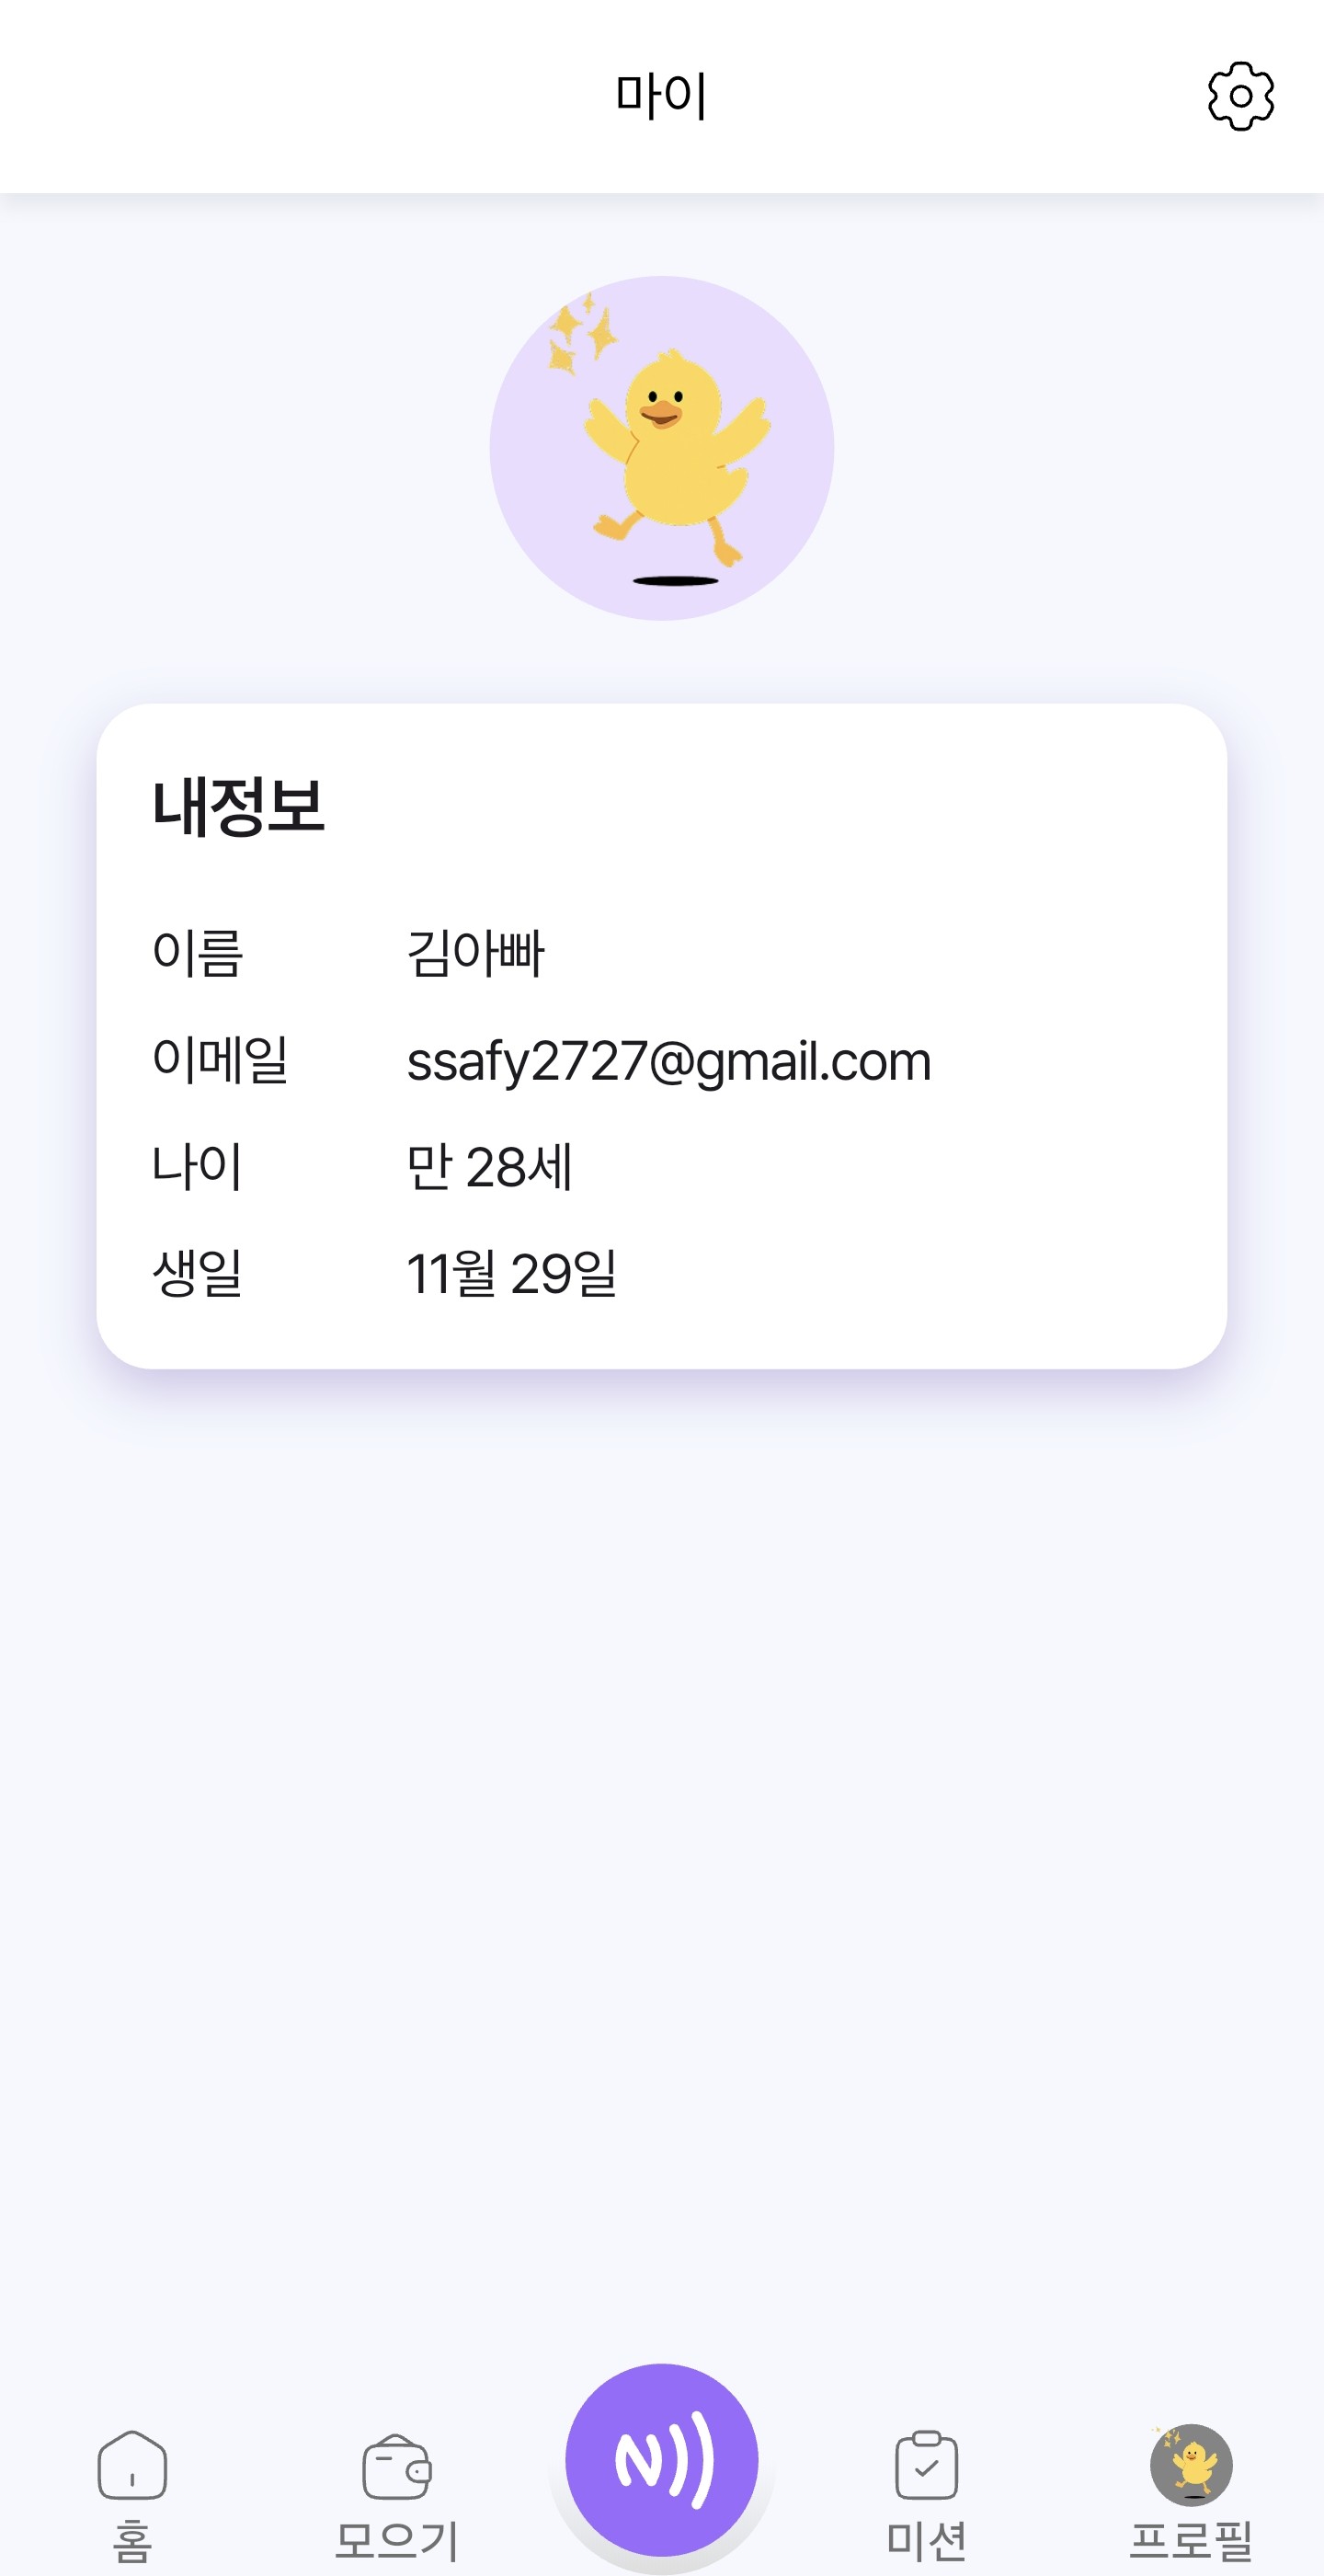 마이
내정보
이름 김아빠
이메일 ssafy2727@gmail.com
나이 만 28세
생일 11월 29일
홈 모으기 미션 프로필